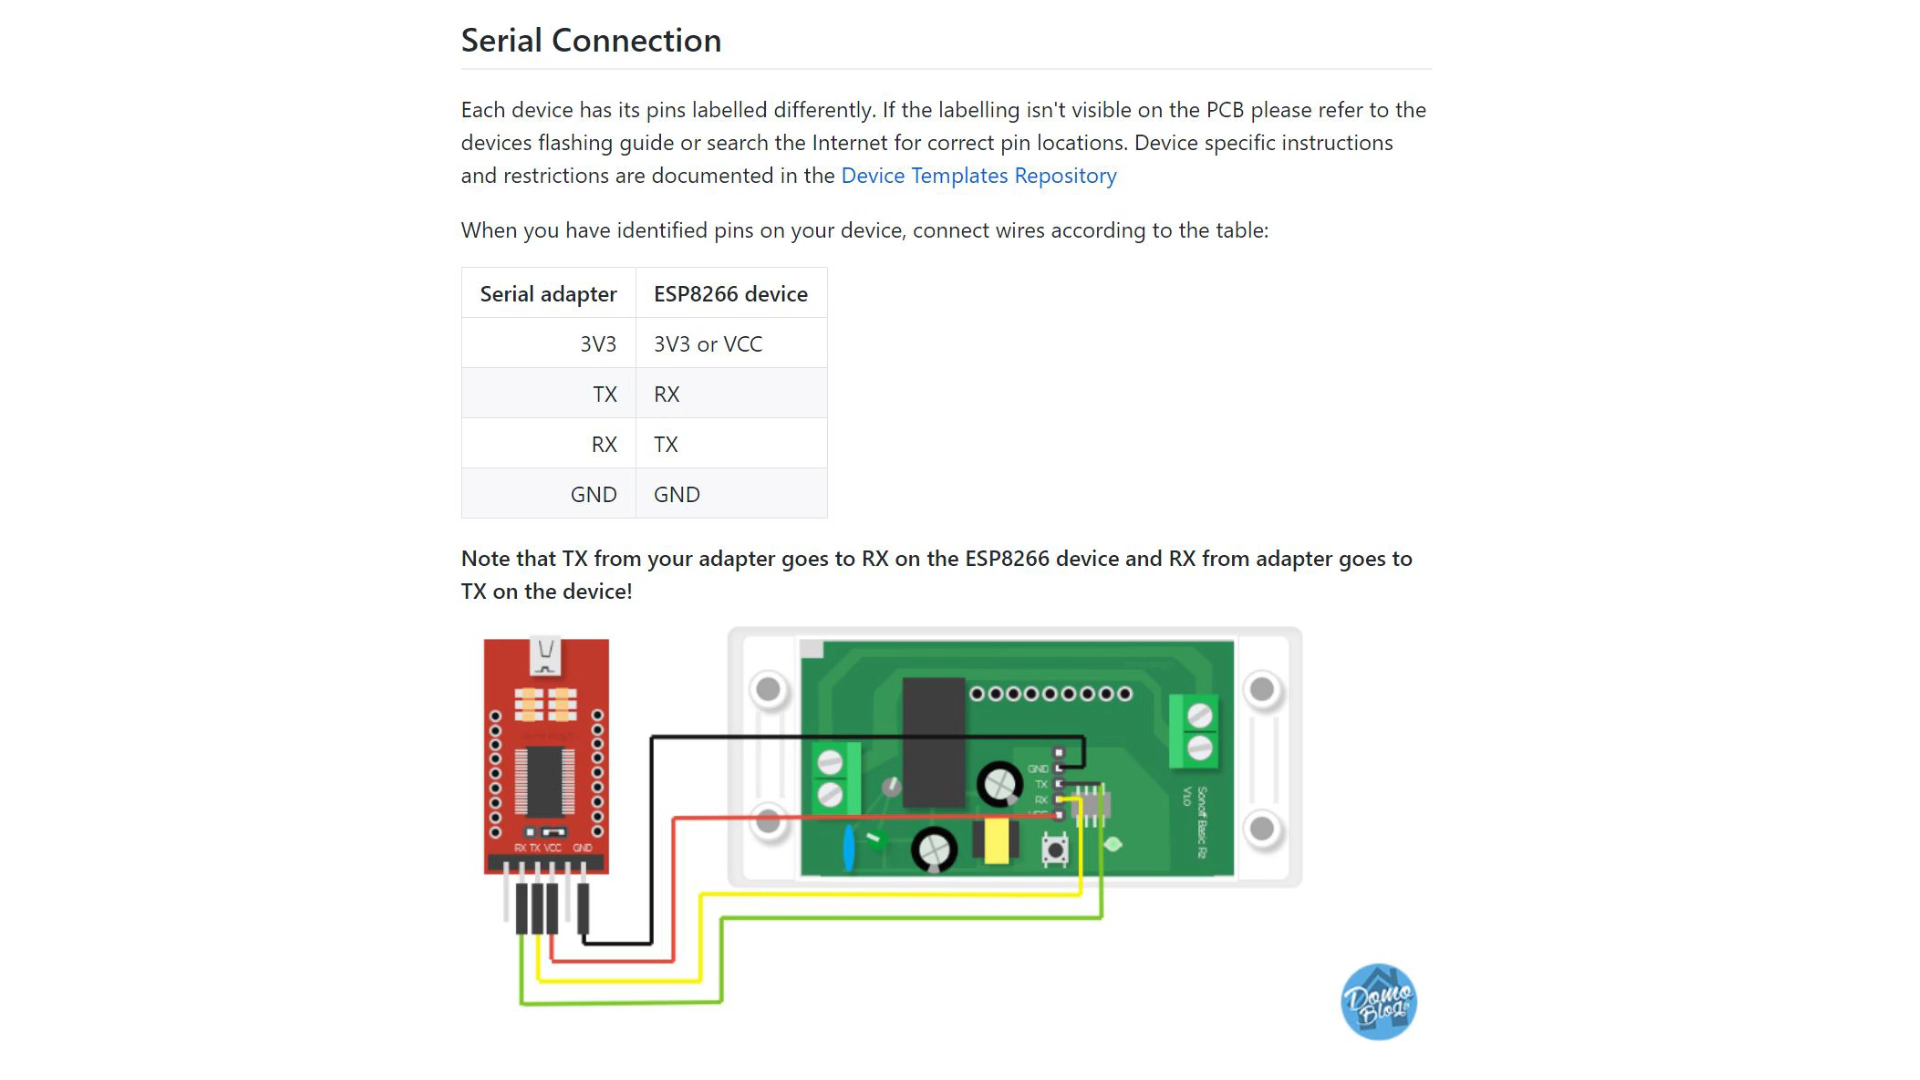 Serial Connection
Each device has its pins labelled differently. If the labelling isn't visible on the PCB please refer to the
devices flashing guide or search the Internet for correct pin locations. Device specific instructions
and restrictions are documented in the Device Templates Repository
When you have identified pins on your device, connect wires according to the table:
Serial adapter ESP8266 device
3V3 3V3 or VCC
TX RX
RX TX
GND GND
Note that TX from your adapter goes to RX on the ESP8266 device and RX from adapter goes to
TX on the device!
GND
TX
RX
Sonoff Basic R2
V1.0
RX TX VCC GND
Domo
Blog